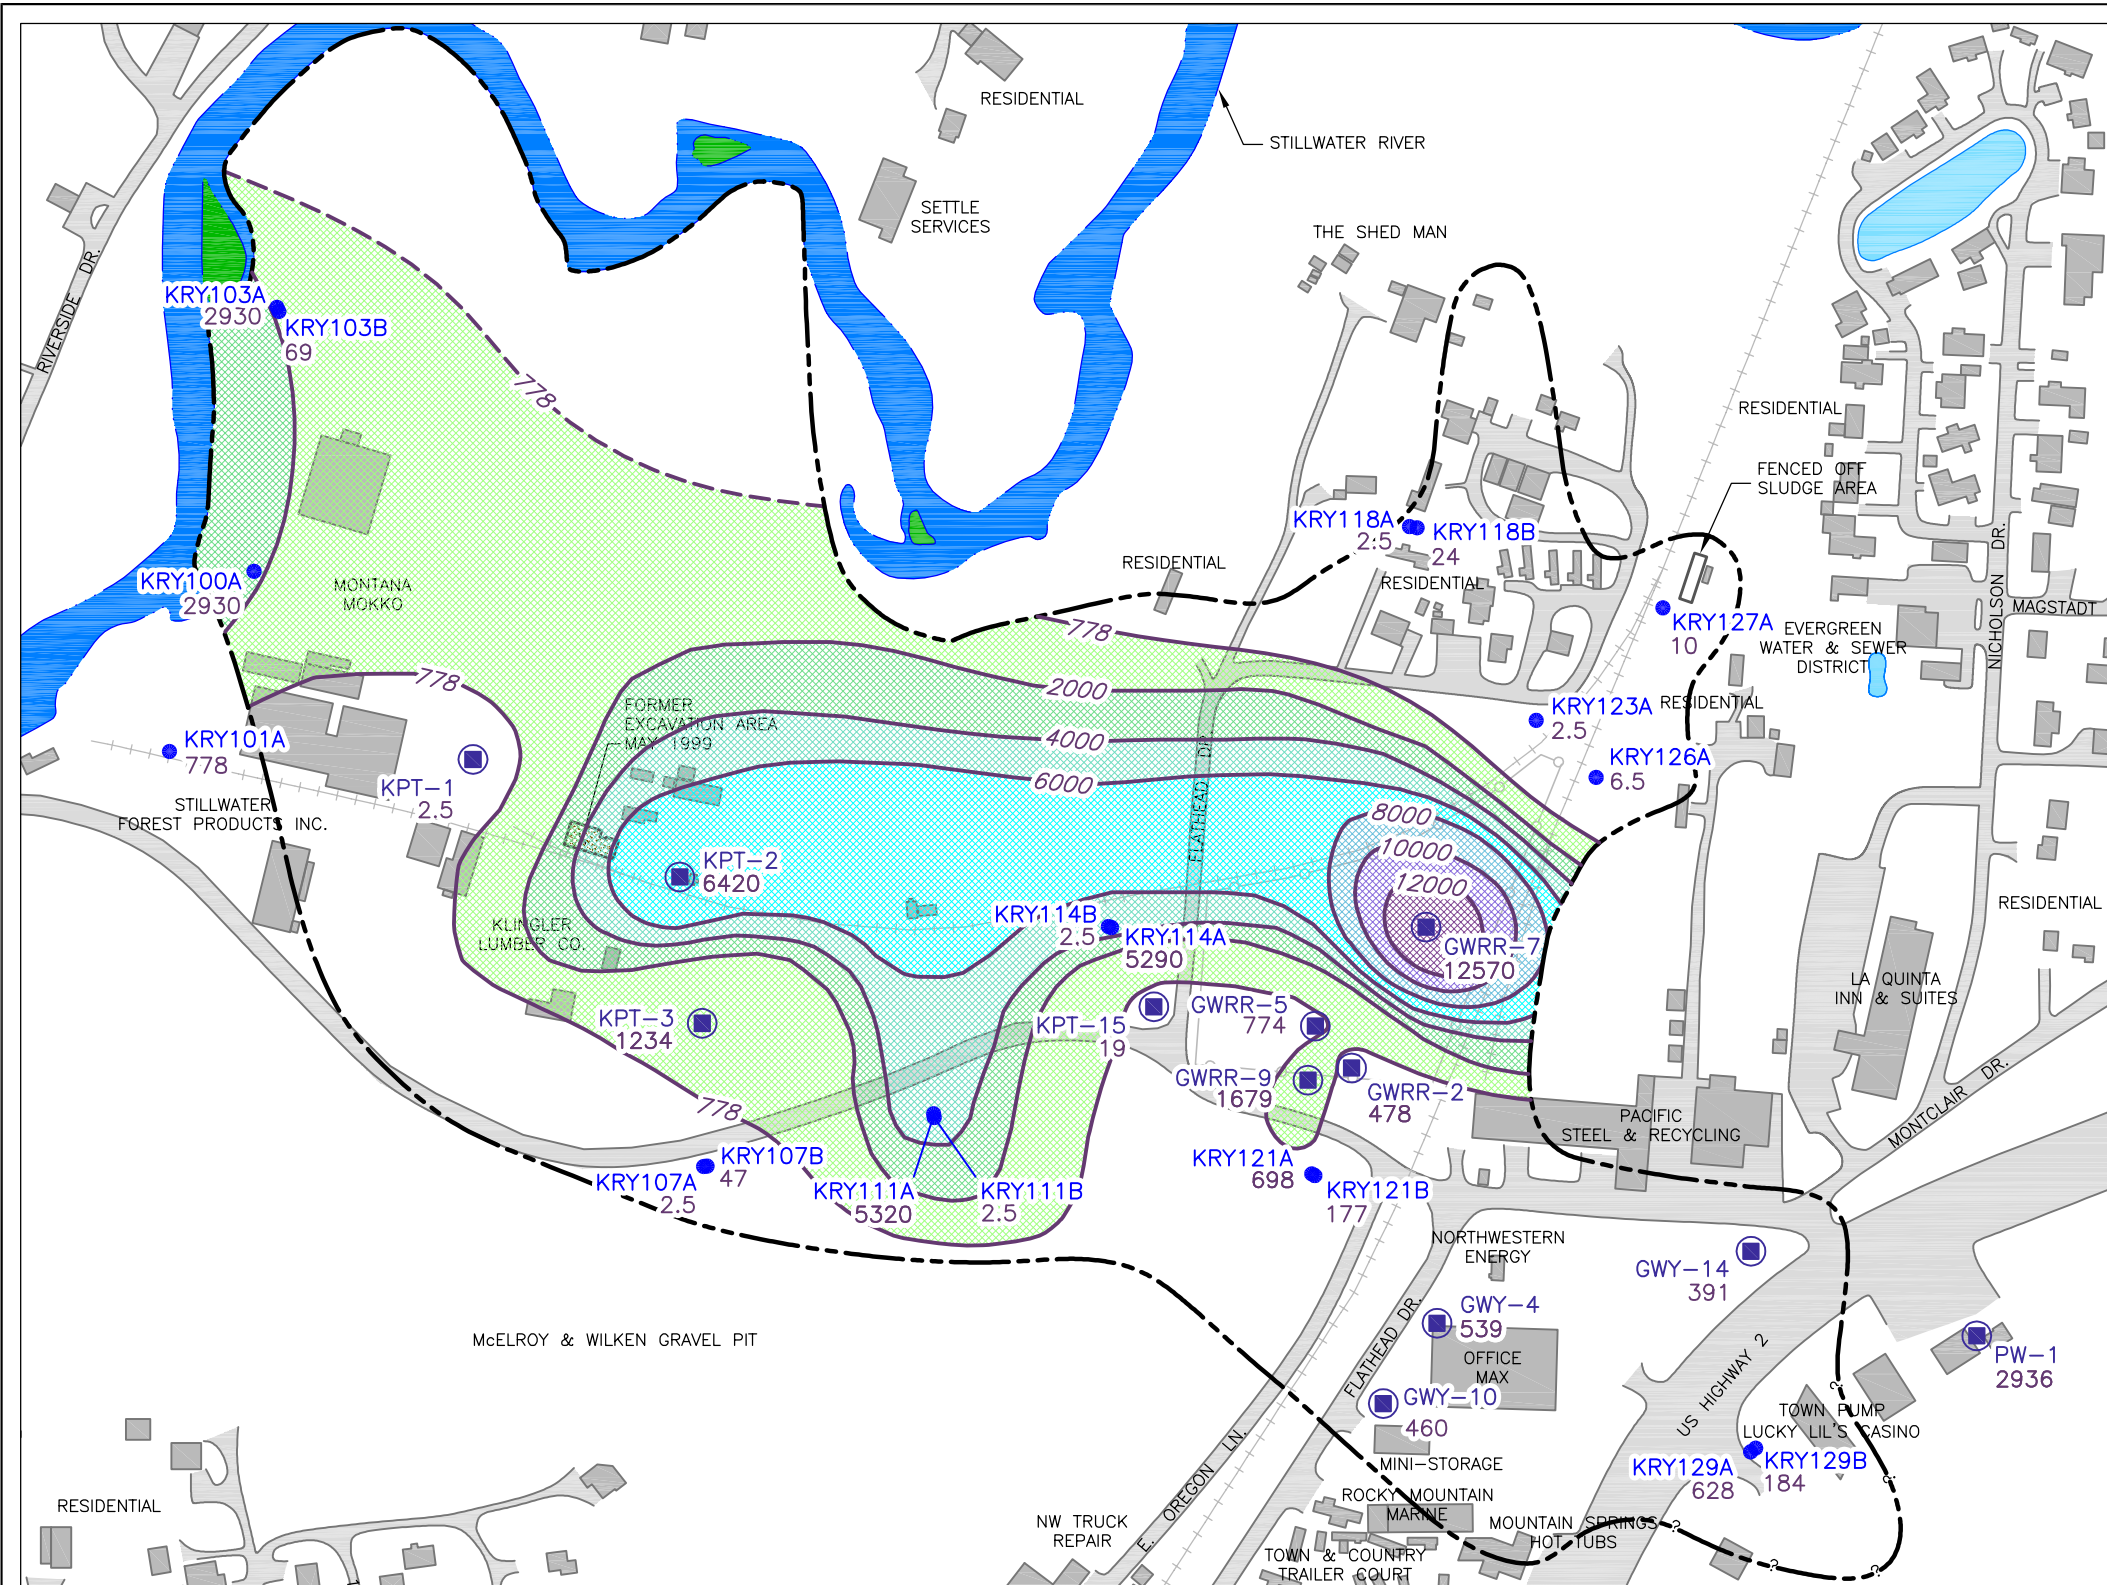 RESIDENTIAL
STILLWATER RIVER
SETTLE
SERVICES
THE SHED MAN
RIVERSIDE DR.
KRY103A
2930
KRY103B
69
778
RESIDENTIAL
FENCED OFF
SLUDGE AREA
KRY118A
2.5
KRY118B
24
RESIDENTIAL
RESIDENTIAL
KRY100A
2930
MONTANA
MOKKO
NICHOLSON DR.
MAGSTADT
KRY127A
10
EVERGREEN
WATER & SEWER
DISTRICT
778
778
2000
4000
6000
8000
10000
12000
FORMER
EXCAVATION AREA
MAY 1999
FLATHEAD DR.
KRY123A
2.5
RESIDENTIAL
KRY126A
6.5
KRY101A
778
KPT-1
2.5
STILLWATER
FOREST PRODUCTS INC.
KPT-2
6420
KLINGLER
LUMBER CO.
KRY114B
2.5
KRY114A
5290
GWRR-7
12570
RESIDENTIAL
LA QUINTA
INN & SUITES
KPT-3
1234
KPT-15
19
GWRR-5
774
GWRR-9
1679
GWRR-2
478
778
PACIFIC
STEEL & RECYCLING
MONTCLAIR DR.
KRY107B
47
KRY107A
2.5
KRY111A
5320
KRY111B
2.5
KRY121A
698
KRY121B
177
NORTHWESTERN
ENERGY
GWY-14
391
GWY-4
539
OFFICE
MAX
McELROY & WILKEN GRAVEL PIT
FLATHEAD DR.
US HIGHWAY 2
PW-1
2936
GWY-10
460
?
TOWN PUMP
LUCKY LIL'S CASINO
KRY129A
628
KRY129B
184
?
MINI-STORAGE
E. OREGON LN.
ROCKY MOUNTAIN
MARINE
RESIDENTIAL
NW TRUCK
REPAIR
MOUNTAIN SPRINGS
HOT TUBS
?
?
?
TOWN & COUNTRY
TRAILER COURT